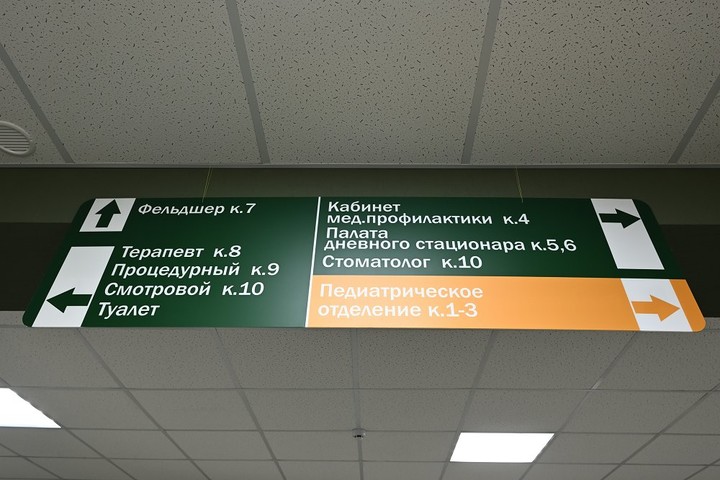 Фельдшер к.7
Терапевт к.8
Процедурный к.9
Смотровой к.10
Туалет
Кабинет
мед.профилактики к.4
Палата
дневного стационара к.5,6
Стоматолог к.10
Педиатрическое
отделение к.1-3